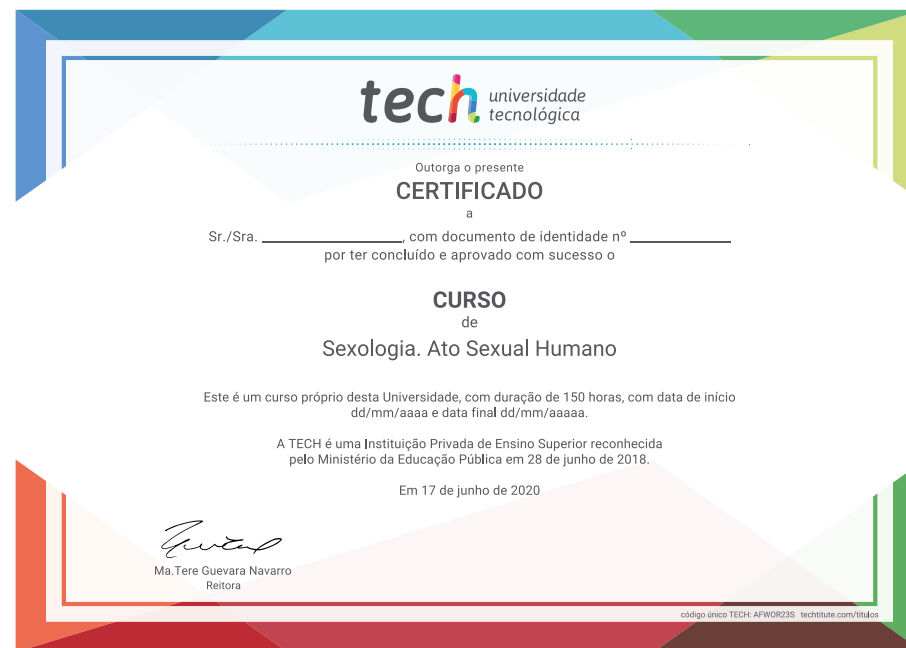 tech universidade
tecnológica
Outorga o presente
CERTIFICADO
a
Sr./Sra. ____________, com documento de identidade nº ____________
por ter concluído e aprovado com sucesso o
CURSO
de
Sexologia. Ato Sexual Humano
Este é um curso próprio desta Universidade, com duração de 150 horas, com data de início
dd/mm/aaaa e data final dd/mm/aaaaa.
A TECH é uma Instituição Privada de Ensino Superior reconhecida
pelo Ministério da Educação Pública em 28 de junho de 2018.
Em 17 de junho de 2020
Ma.Tere Guevara Navarro
Reitora
código único TECH: AFWOR23S techtitute.com/titulos